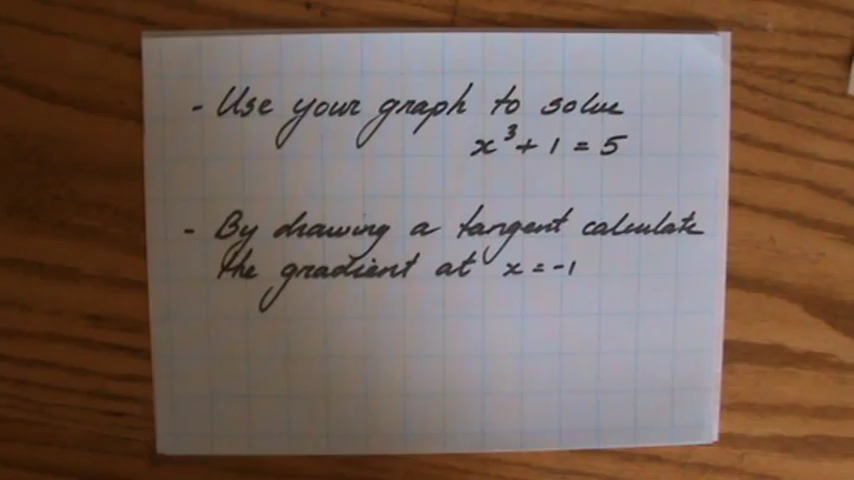 - Use your graph to solve
x³ + 1 = 5
- By drawing a tangent calculate
the gradient at x = -1